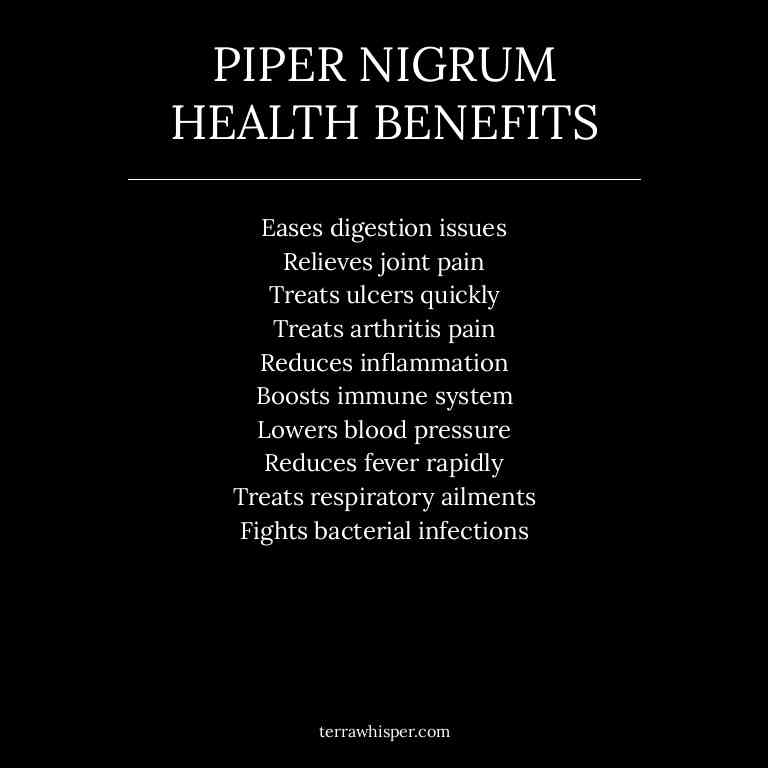 PIPER NIGRUM
HEALTH BENEFITS
Eases digestion issues
Relieves joint pain
Treats ulcers quickly
Treats arthritis pain
Reduces inflammation
Boosts immune system
Lowers blood pressure
Reduces fever rapidly
Treats respiratory ailments
Fights bacterial infections
terrawhisper.com